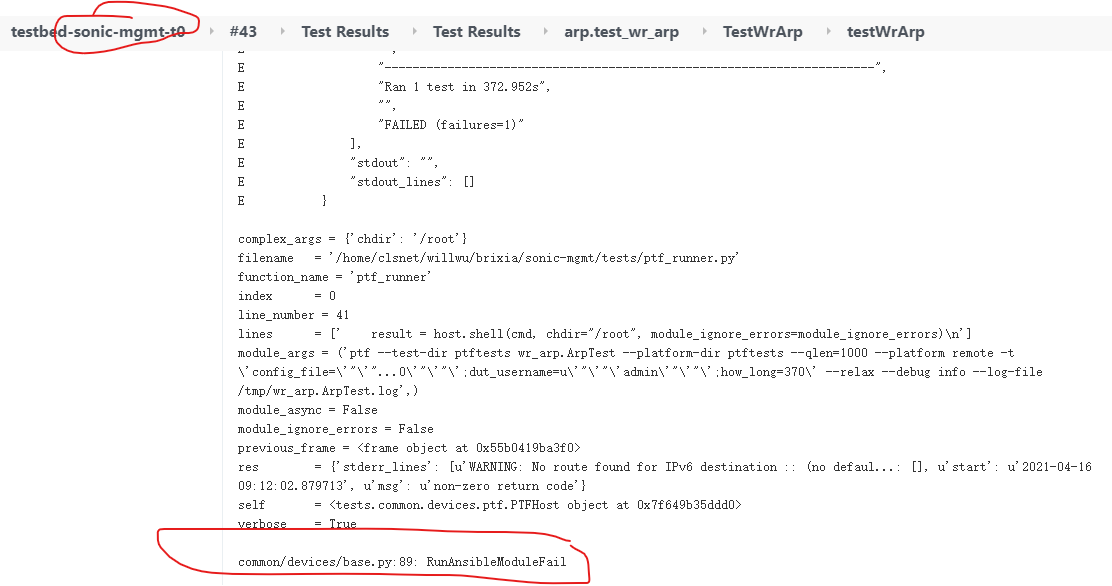 testbed-sonic-mgmt-t0 #43 Test Results Test Results arp.test_wr_arp TestWrArp testWrArp
E "",
E "----------------------------------------------------------------------",
E "Ran 1 test in 372.952s",
E "",
E "FAILED (failures=1)"
E ],
E "stdout": "",
E "stdout_lines": []
E }
complex_args = {'chdir': '/root'}
filename = '/home/clsnet/willwu/brixia/sonic-mgmt/tests/ptf_runner.py'
function_name = 'ptf_runner'
index = 0
line_number = 41
lines = ['    result = host.shell(cmd, chdir="/root", module_ignore_errors=module_ignore_errors)\n']
module_args = ('ptf --test-dir ptftests wr_arp.ArpTest --platform-dir ptftests --qlen=1000 --platform remote -t
\'config_file=\'"\'"...0\'"\'"\';dut_username=u\'"\'"\'admin\'"\'"\';how_long=370\' --relax --debug info --log-file
/tmp/wr_arp.ArpTest.log',)
module_async = False
module_ignore_errors = False
previous_frame = <frame object at 0x55b0419ba3f0>
res = {'stderr_lines': [u'WARNING: No route found for IPv6 destination :: (no defaul...: [], u'start': u'2021-04-16
09:12:02.879713', u'msg': u'non-zero return code'}
self = <tests.common.devices.ptf.PTFHost object at 0x7f649b35ddd0>
verbose = True
common/devices/base.py:89: RunAnsibleModuleFail